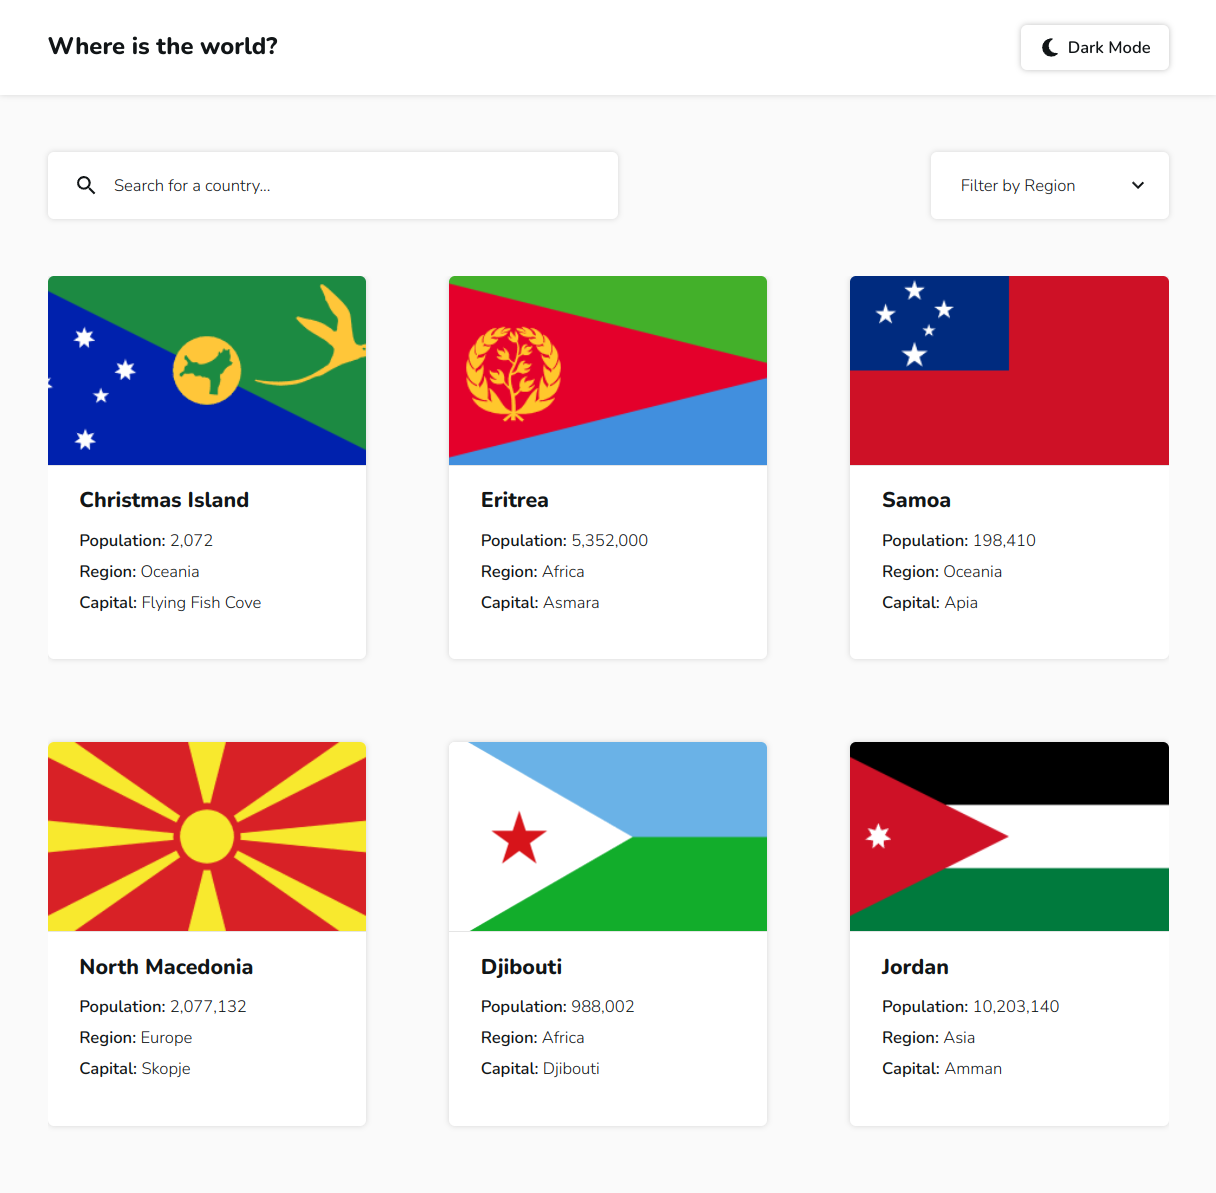 Where is the world?
Dark Mode
Search for a country...
Filter by Region
Christmas Island
Population: 2,072
Region: Oceania
Capital: Flying Fish Cove
Eritrea
Population: 5,352,000
Region: Africa
Capital: Asmara
Samoa
Population: 198,410
Region: Oceania
Capital: Apia
North Macedonia
Population: 2,077,132
Region: Europe
Capital: Skopje
Djibouti
Population: 988,002
Region: Africa
Capital: Djibouti
Jordan
Population: 10,203,140
Region: Asia
Capital: Amman